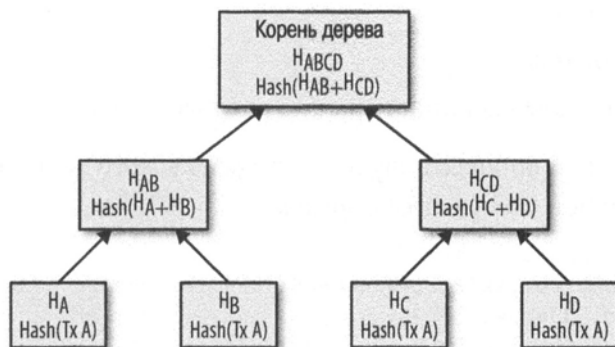 Корень дерева
HABCD
Hash(HAB+HCD)
HAB
Hash(HA+HB)
HCD
Hash(HC+HD)
HA
Hash(Tx A)
HB
Hash(Tx A)
HC
Hash(Tx A)
HD
Hash(Tx A)